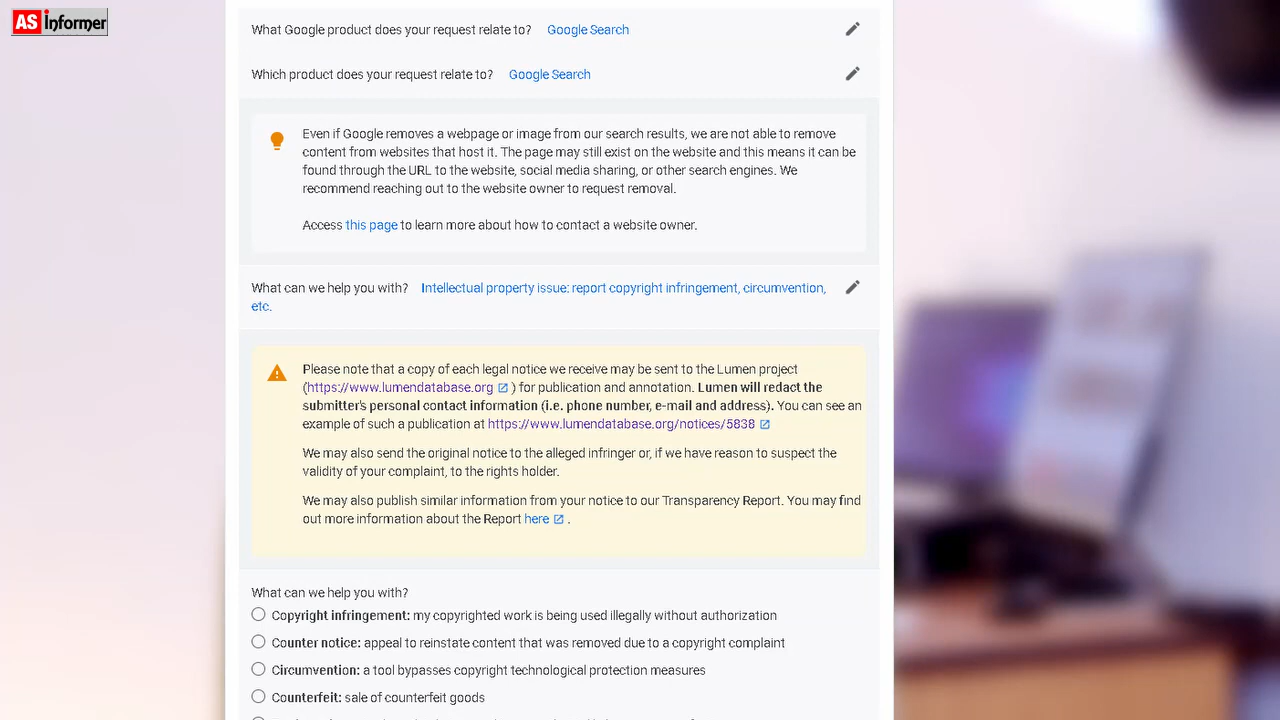 AS informer
What Google product does your request relate to? Google Search
Which product does your request relate to? Google Search
Even if Google removes a webpage or image from our search results, we are not able to remove
content from websites that host it. The page may still exist on the website and this means it can be
found through the URL to the website, social media sharing, or other search engines. We
recommend reaching out to the website owner to request removal.
Access this page to learn more about how to contact a website owner.
What can we help you with? Intellectual property issue: report copyright infringement, circumvention,
etc.
Please note that a copy of each legal notice we receive may be sent to the Lumen project
(https://www.lumendatabase.org ) for publication and annotation. Lumen will redact the
submitter's personal contact information (i.e. phone number, e-mail and address). You can see an
example of such a publication at https://www.lumendatabase.org/notices/5838
We may also send the original notice to the alleged infringer or, if we have reason to suspect the
validity of your complaint, to the rights holder.
We may also publish similar information from your notice to our Transparency Report. You may find
out more information about the Report here .
What can we help you with?
Copyright infringement: my copyrighted work is being used illegally without authorization
Counter notice: appeal to reinstate content that was removed due to a copyright complaint
Circumvention: a tool bypasses copyright technological protection measures
Counterfeit: sale of counterfeit goods